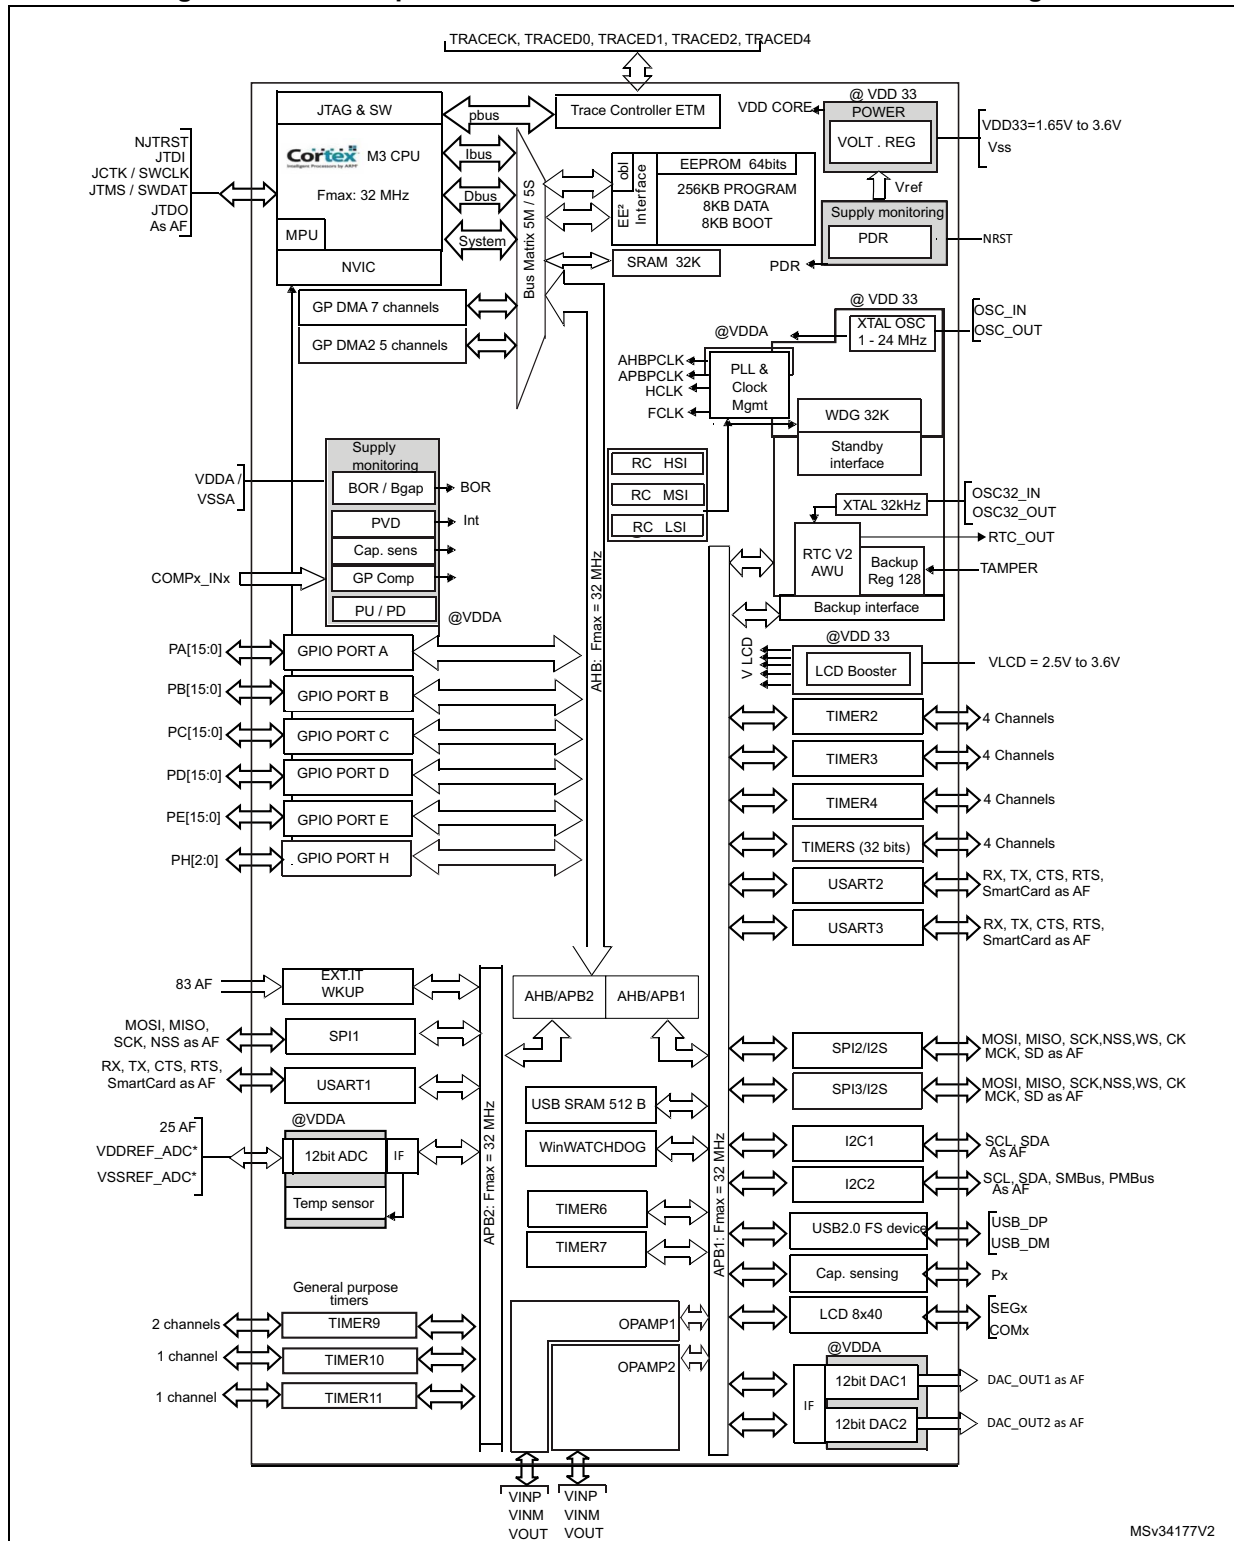 TRACECK, TRACED0, TRACED1, TRACED2, TRACED4
JTAG & SW
pbus
Trace Controller ETM
VDD CORE
@ VDD 33
POWER
VOLT . REG
VDD33=1.65V to 3.6V
Vss
NJTRST
JTDI
JCTK / SWCLK
JTMS / SWDAT
JTDO
As AF
Cortex
Intelligent Processors by ARM
M3 CPU
Fmax: 32 MHz
MPU
NVIC
Ibus
Dbus
System
Bus Matrix 5M / 5S
EE² obl
Interface
EEPROM 64bits
256KB PROGRAM
8KB DATA
8KB BOOT
SRAM 32K
Vref
Supply monitoring
PDR
NRST
PDR
GP DMA 7 channels
GP DMA2 5 channels
@ VDD 33
OSC_IN
OSC_OUT
XTAL OSC
1 - 24 MHz
@VDDA
AHBPCLK
APBPCLK
HCLK
FCLK
PLL &
Clock
Mgmt
WDG 32K
Standby
interface
RC HSI
RC MSI
RC LSI
XTAL 32kHz
OSC32_IN
OSC32_OUT
RTC_OUT
RTC V2
AWU
Backup
Reg 128
TAMPER
Backup interface
VDDA /
VSSA
Supply
monitoring
BOR / Bgap
BOR
PVD
Int
Cap. sens
COMPx_INx
GP Comp
PU / PD
@VDDA
AHB: Fmax = 32 MHz
PA[15:0]
GPIO PORT A
PB[15:0]
GPIO PORT B
PC[15:0]
GPIO PORT C
PD[15:0]
GPIO PORT D
PE[15:0]
GPIO PORT E
PH[2:0]
GPIO PORT H
@VDD 33
V LCD
LCD Booster
VLCD = 2.5V to 3.6V
TIMER2
4 Channels
TIMER3
4 Channels
TIMER4
4 Channels
TIMERS (32 bits)
4 Channels
USART2
RX, TX, CTS, RTS,
SmartCard as AF
USART3
RX, TX, CTS, RTS,
SmartCard as AF
83 AF
EXT.IT
WKUP
AHB/APB2
AHB/APB1
MOSI, MISO,
SCK, NSS as AF
SPI1
RX, TX, CTS, RTS,
SmartCard as AF
USART1
@VDDA
25 AF
VDDREF_ADC*
VSSREF_ADC*
12bit ADC
IF
Temp sensor
APB2: Fmax = 32 MHz
USB SRAM 512 B
WinWATCHDOG
TIMER6
TIMER7
APB1: Fmax = 32 MHz
SPI2/I2S
MOSI, MISO, SCK,NSS,WS, CK
MCK, SD as AF
SPI3/I2S
MOSI, MISO, SCK,NSS,WS, CK
MCK, SD as AF
I2C1
SCL, SDA
As AF
I2C2
SCL, SDA, SMBus, PMBus
As AF
USB2.0 FS device
USB_DP
USB_DM
Cap. sensing
Px
LCD 8x40
SEGx
COMx
General purpose
timers
2 channels
TIMER9
1 channel
TIMER10
1 channel
TIMER11
OPAMP1
OPAMP2
@VDDA
IF
12bit DAC1
DAC_OUT1 as AF
12bit DAC2
DAC_OUT2 as AF
VINP
VINM
VOUT
VINP
VINM
VOUT
MSv34177V2